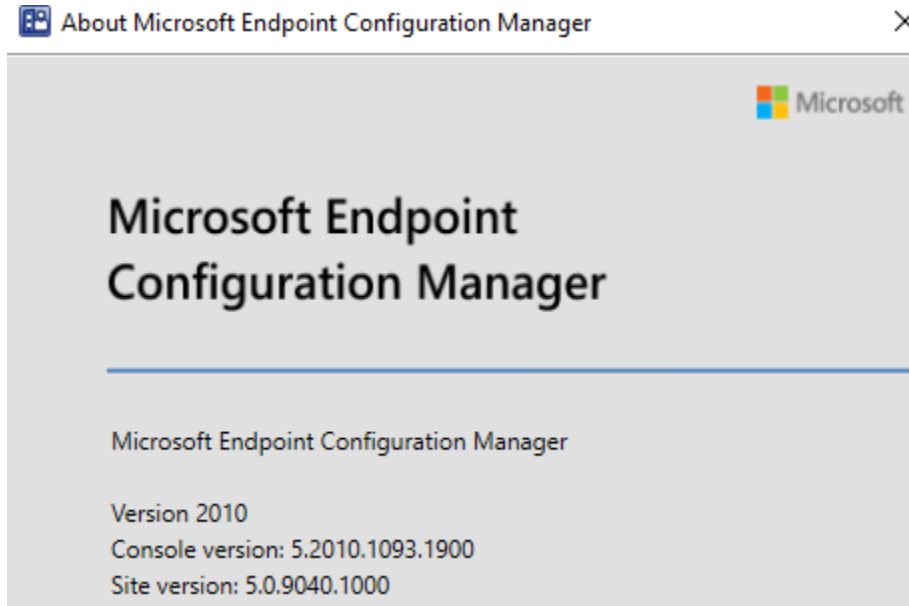 About Microsoft Endpoint Configuration Manager
Microsoft
Microsoft Endpoint
Configuration Manager
Microsoft Endpoint Configuration Manager
Version 2010
Console version: 5.2010.1093.1900
Site version: 5.0.9040.1000